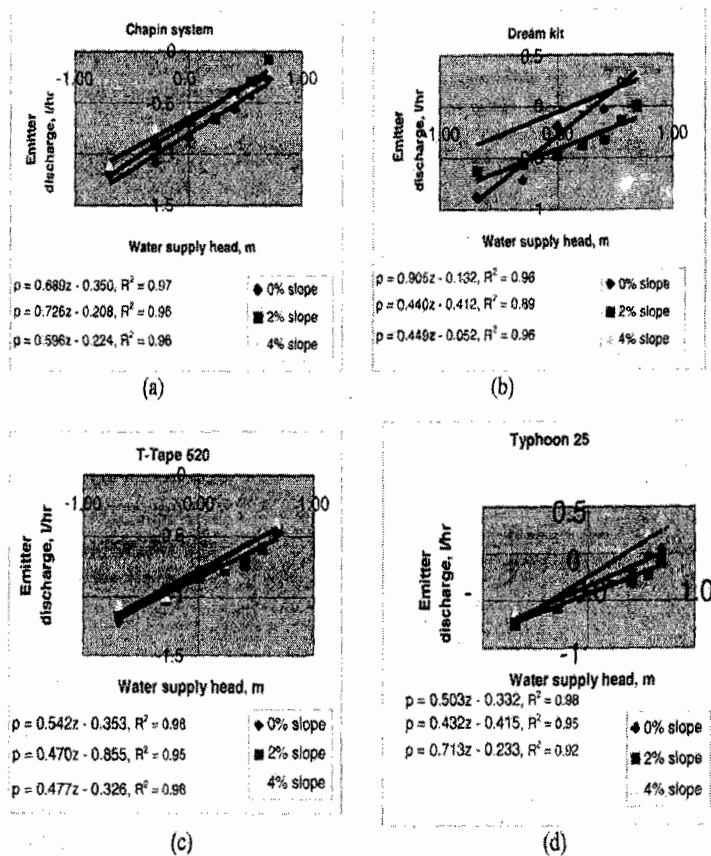 Chapin system
0
-1.00
0.0
1.00
-0.5
1.5
Emitter
discharge, l/hr
Water supply head, m
p = 0.689z - 0.350, R² = 0.97
p = 0.726z - 0.208, R² = 0.96
p = 0.596z - 0.224, R² = 0.96
0% slope
2% slope
4% slope
(a)
Dream kit
0.5
1.00
1.00
1
Emitter
discharge, l/hr
Water supply head, m
p = 0.905z - 0.132, R² = 0.96
p = 0.440z - 0.412, R² = 0.89
p = 0.449z - 0.052, R² = 0.96
0% slope
2% slope
4% slope
(b)
T-Tape 520
0
-1.00
0.00
1.00
-1.5
Emitter
discharge, l/hr
Water supply head, m
p = 0.542z - 0.353, R² = 0.98
p = 0.470z - 0.855, R² = 0.95
p = 0.477z - 0.326, R² = 0.98
0% slope
2% slope
4% slope
(c)
Typhoon 25
0.5
0
1.0
-1
Emitter
discharge, l/hr
Water supply head, m
p = 0.503z - 0.332, R² = 0.98
p = 0.432z - 0.415, R² = 0.95
p = 0.713z - 0.233, R² = 0.92
0% slope
2% slope
4% slope
(d)